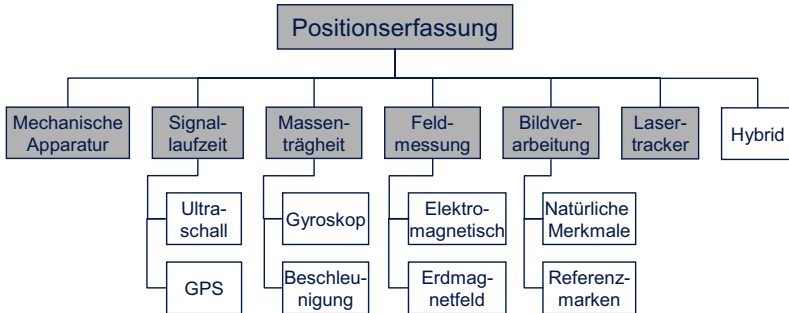 Positionserfassung
Mechanische
Apparatur
Signal-
laufzeit
Massen-
trägheit
Feld-
messung
Bildver-
arbeitung
Laser-
tracker
Hybrid
Ultra-
schall
GPS
Gyroskop
Beschleu-
nigung
Elektro-
magnetisch
Erdmag-
netfeld
Natürliche
Merkmale
Referenz-
marken